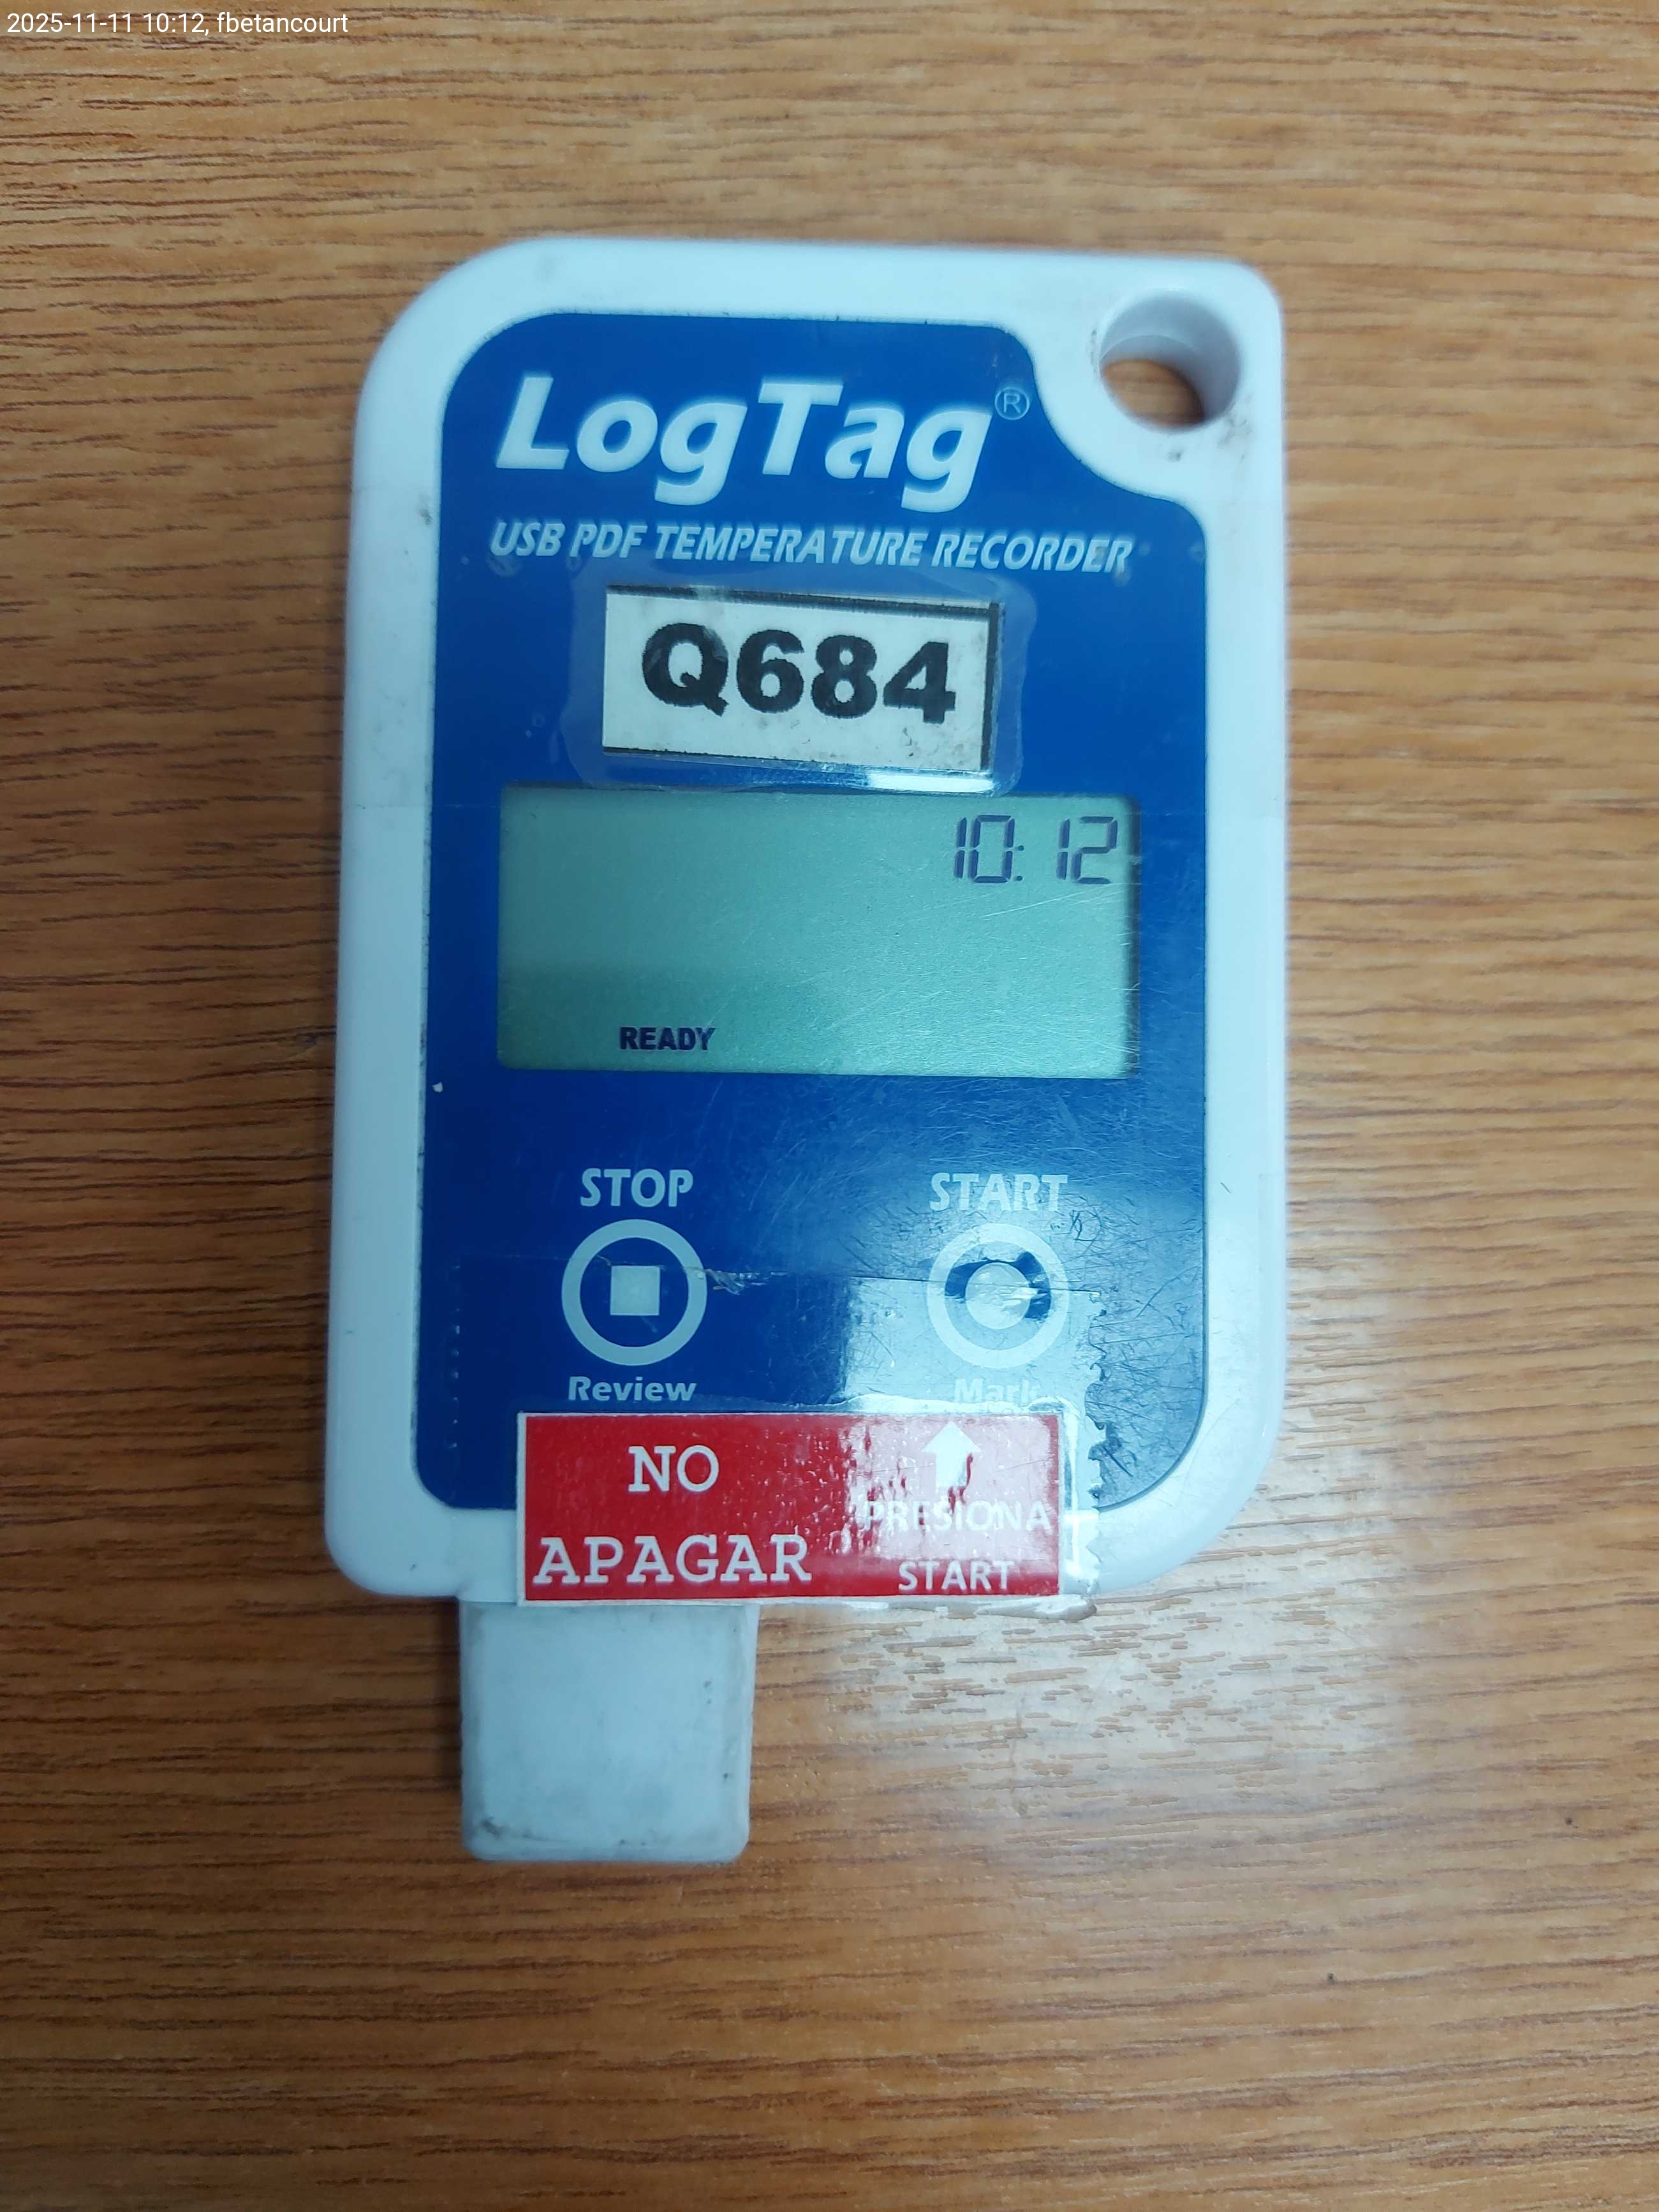 2025-11-11 10:12, fbetancourt
LogTag®
USB PDF TEMPERATURE RECORDER
Q684
10:12
READY
STOP START
Review Mark
NO
APAGAR
PRESIONA
START